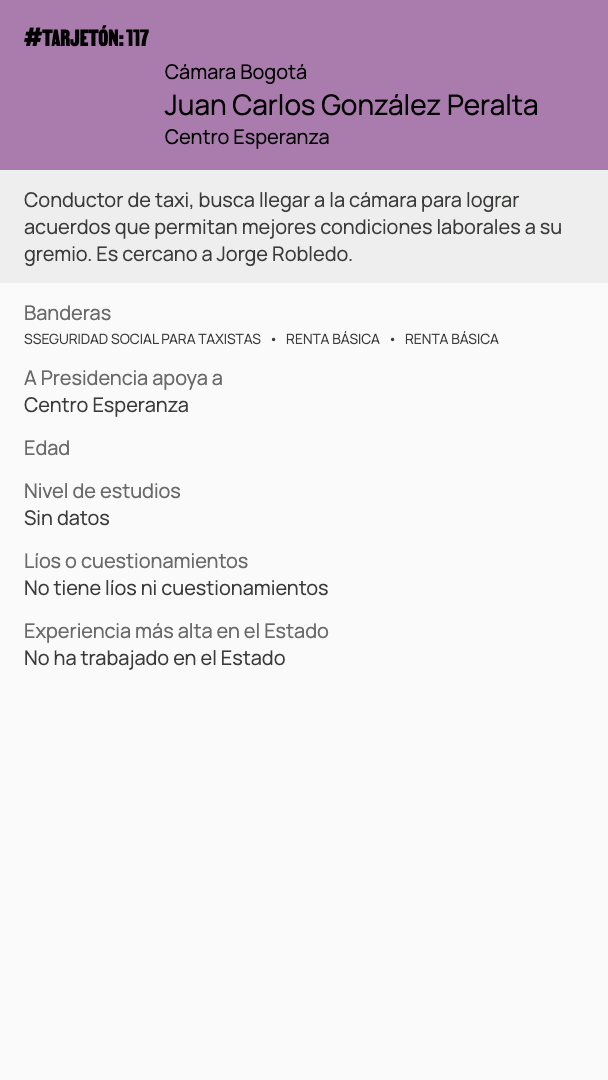 #TARJETÓN: 117
Cámara Bogotá
Juan Carlos González Peralta
Centro Esperanza
Conductor de taxi, busca llegar a la cámara para lograr
acuerdos que permitan mejores condiciones laborales a su
gremio. Es cercano a Jorge Robledo.
Banderas
SSEGURIDAD SOCIAL PARA TAXISTAS • RENTA BÁSICA • RENTA BÁSICA
A Presidencia apoya a
Centro Esperanza
Edad
Nivel de estudios
Sin datos
Líos o cuestionamientos
No tiene líos ni cuestionamientos
Experiencia más alta en el Estado
No ha trabajado en el Estado